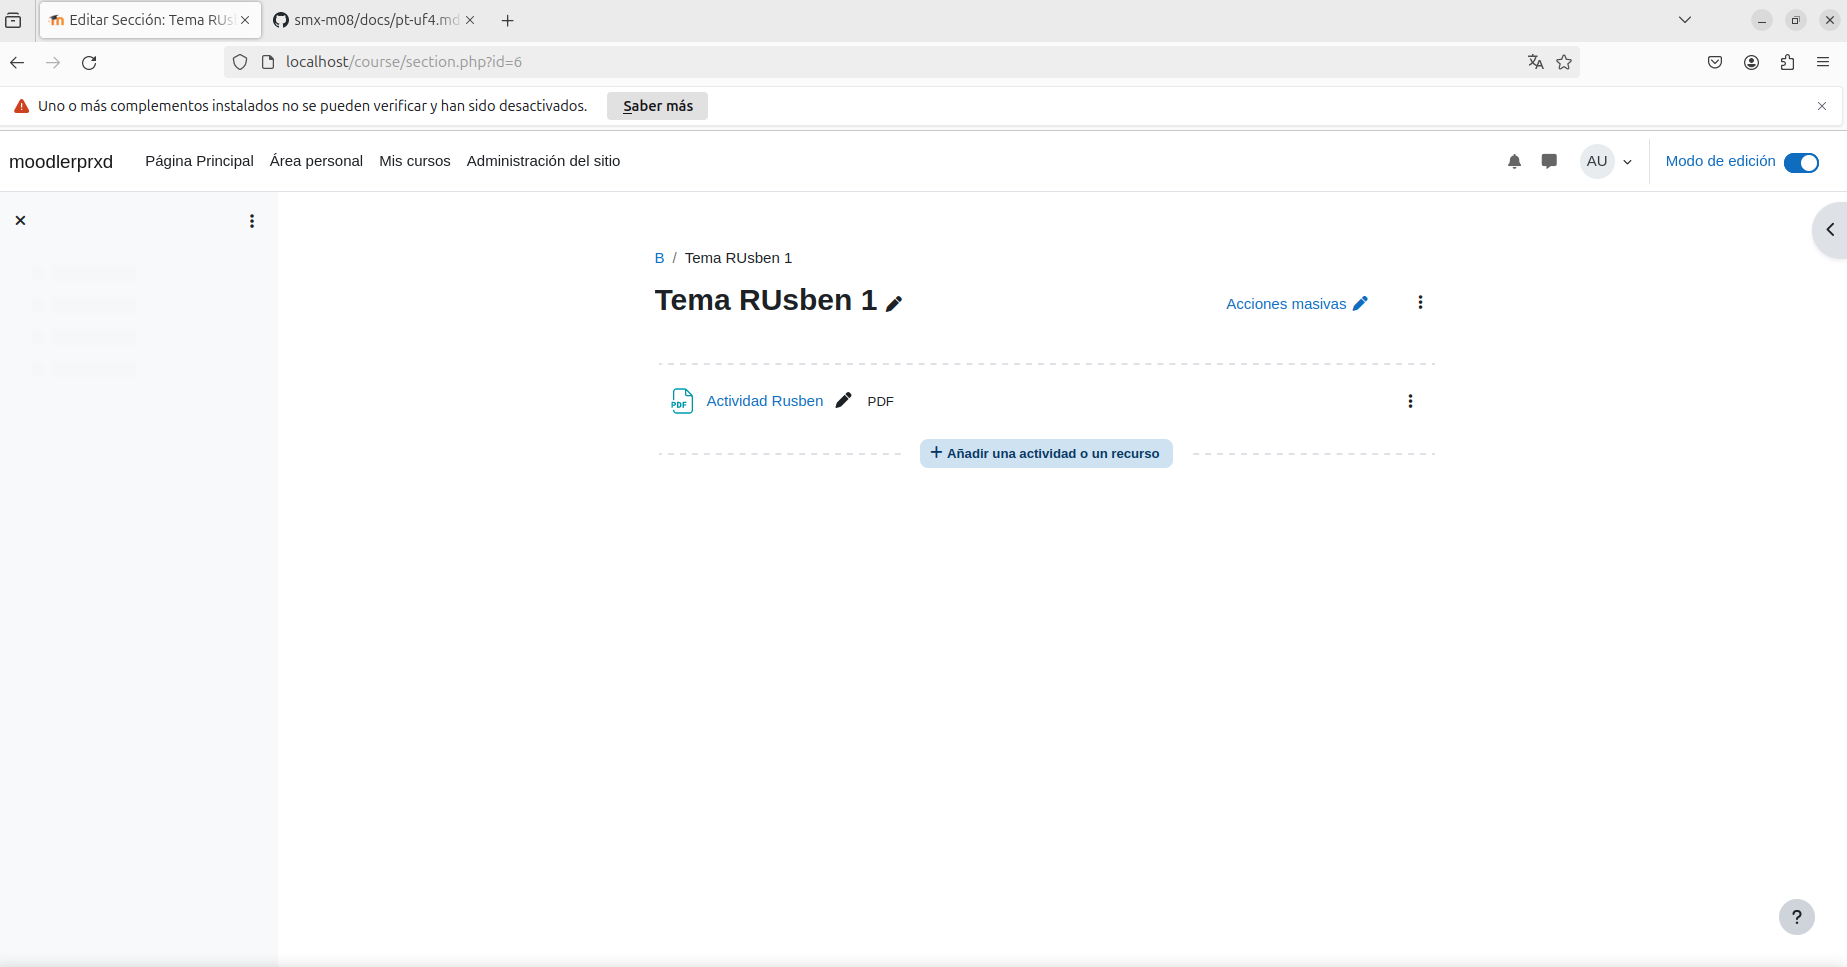 Editar Sección: Tema RUs
smx-m08/docs/pt-uf4.md
localhost/course/section.php?id=6
Uno o más complementos instalados no se pueden verificar y han sido desactivados.
Saber más
moodlerprxd
Página Principal
Área personal
Mis cursos
Administración del sitio
AU
Modo de edición
B / Tema RUsben 1
Tema RUsben 1
Acciones masivas
PDF
Actividad Rusben
PDF
+ Añadir una actividad o un recurso
?